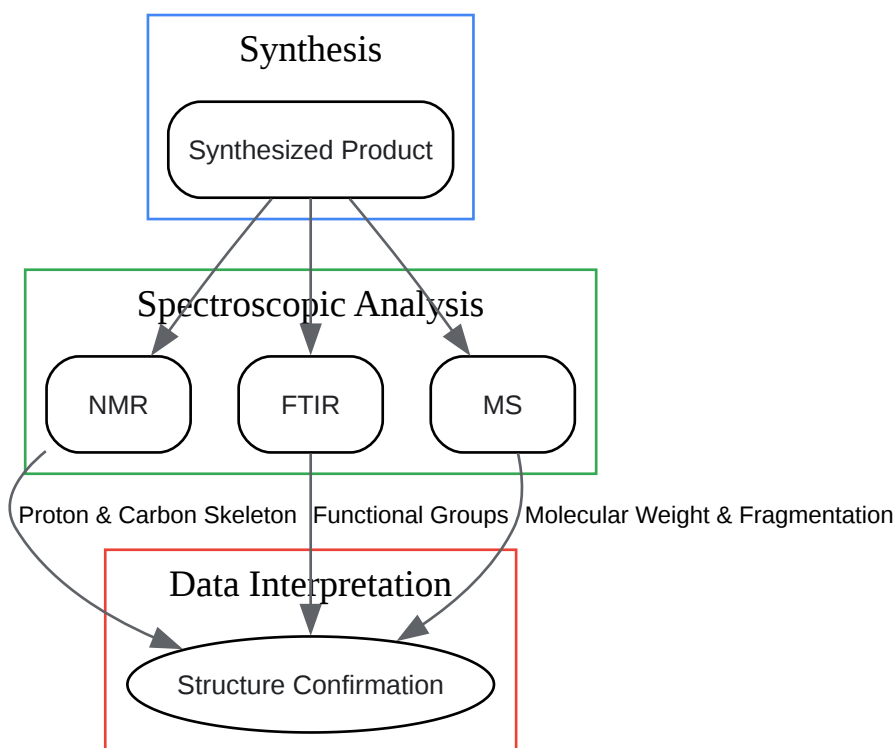 Synthesis
Synthesized Product
Spectroscopic Analysis
NMR
FTIR
MS
Proton & Carbon Skeleton
Functional Groups
Molecular Weight & Fragmentation
Data Interpretation
Structure Confirmation